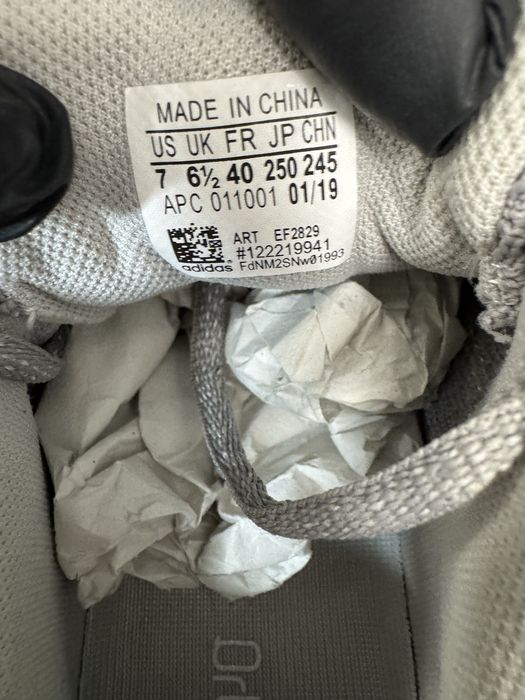 MADE IN CHINA
US UK FR JP CHN
7 6½ 40 250 245
APC 011001 01/19
ART EF2829
#122219941
adidas FdNM2SNw01993
Or